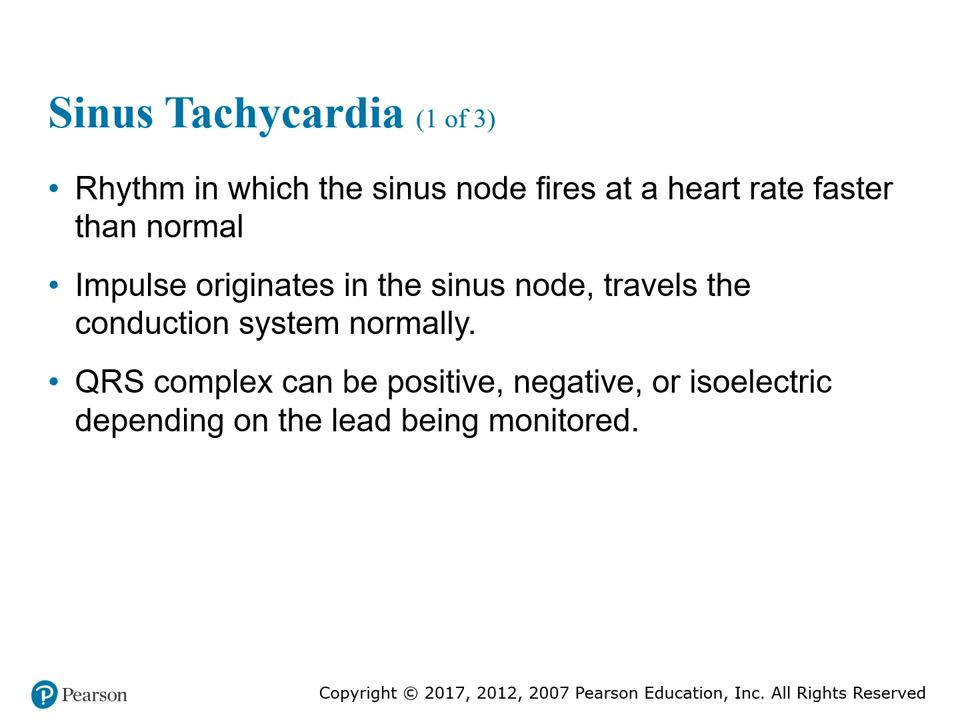 Sinus Tachycardia (1 of 3)
• Rhythm in which the sinus node fires at a heart rate faster
than normal
• Impulse originates in the sinus node, travels the
conduction system normally.
• QRS complex can be positive, negative, or isoelectric
depending on the lead being monitored.
P Pearson
Copyright © 2017, 2012, 2007 Pearson Education, Inc. All Rights Reserved